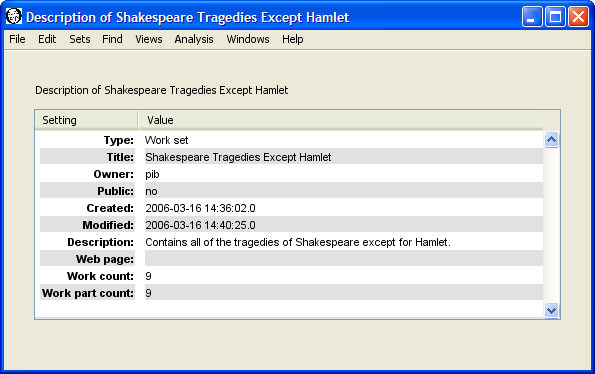 Description of Shakespeare Tragedies Except Hamlet
File Edit Sets Find Views Analysis Windows Help
Description of Shakespeare Tragedies Except Hamlet
Setting Value
Type: Work set
Title: Shakespeare Tragedies Except Hamlet
Owner: pib
Public: no
Created: 2006-03-16 14:36:02.0
Modified: 2006-03-16 14:40:25.0
Description: Contains all of the tragedies of Shakespeare except for Hamlet.
Web page:
Work count: 9
Work part count: 9